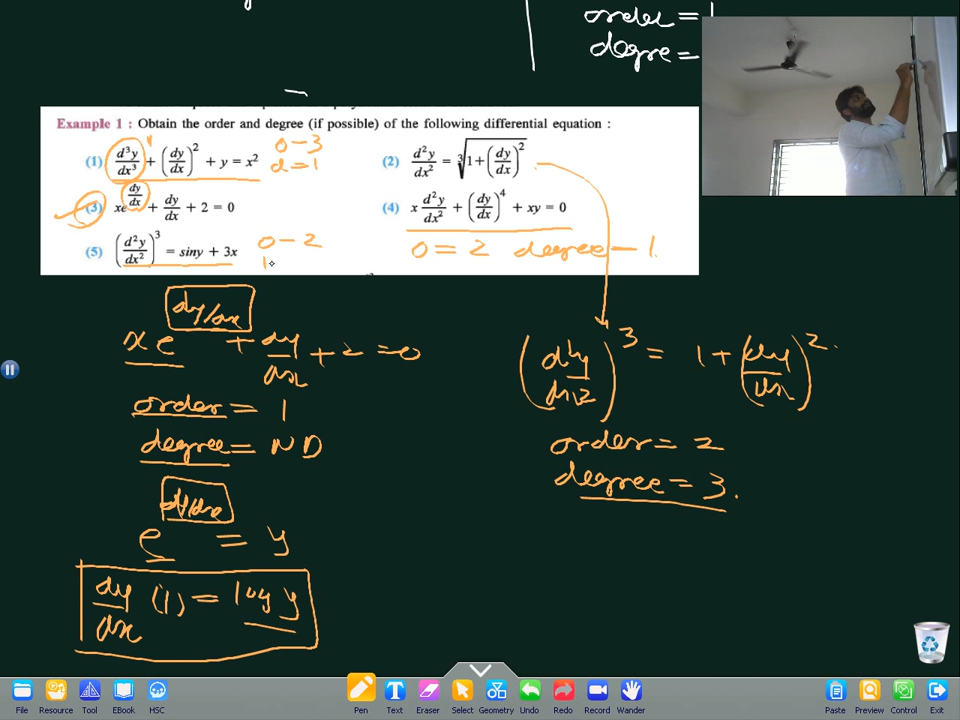 order = 1
degre =
Example 1 : Obtain the order and degree (if possible) of the following differential equation :
(1) d³y/dx³ + (dy/dx)² + y = x²
o - 3
d = 1
(2) d²y/dx² = ∛(1 + (dy/dx)²)
(3) xe^(dy/dx) + dy/dx + 2 = 0
(4) x d²y/dx² + (dy/dx)⁴ + xy = 0
(5) (d²y/dx²)³ = siny + 3x
o - 2
o = 2 degree - 1
xe^(dy/dx) + dy/dx + 2 = 0
order = 1
degree = ND
e^(dy/dx) = y
dy/dx (1) = log y
(d²y/dx²)³ = 1 + (dy/dx)²
order = 2
degree = 3.
File Resource Tool EBook HSC Pen Text Eraser Select Geometry Undo Redo Record Wander Paste Preview Control Exit